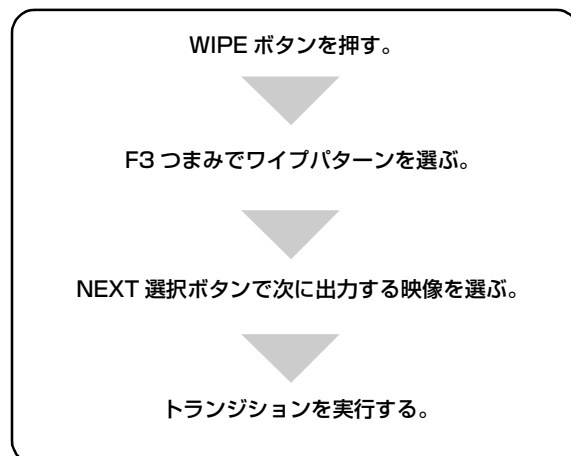 WIPE ボタンを押す。
F3 つまみでワイプパターンを選ぶ。
NEXT 選択ボタンで次に出力する映像を選ぶ。
トランジションを実行する。